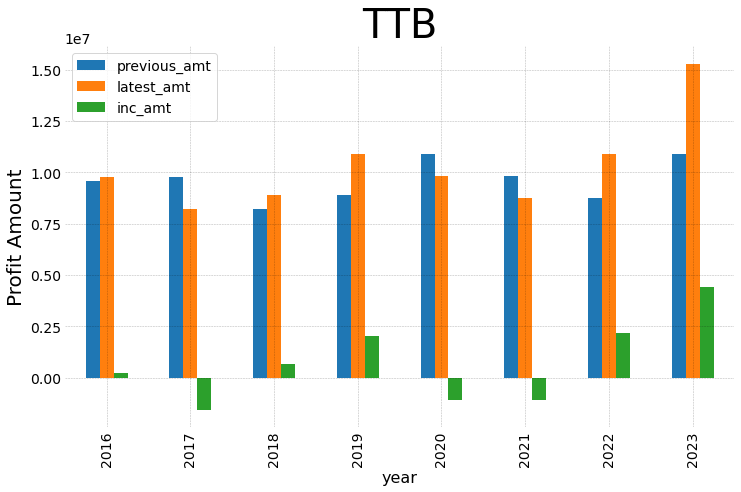 TTB
1e7
previous_amt
latest_amt
inc_amt
Profit Amount
1.50
1.25
1.00
0.75
0.50
0.25
0.00
2016 2017 2018 2019 2020 2021 2022 2023
year